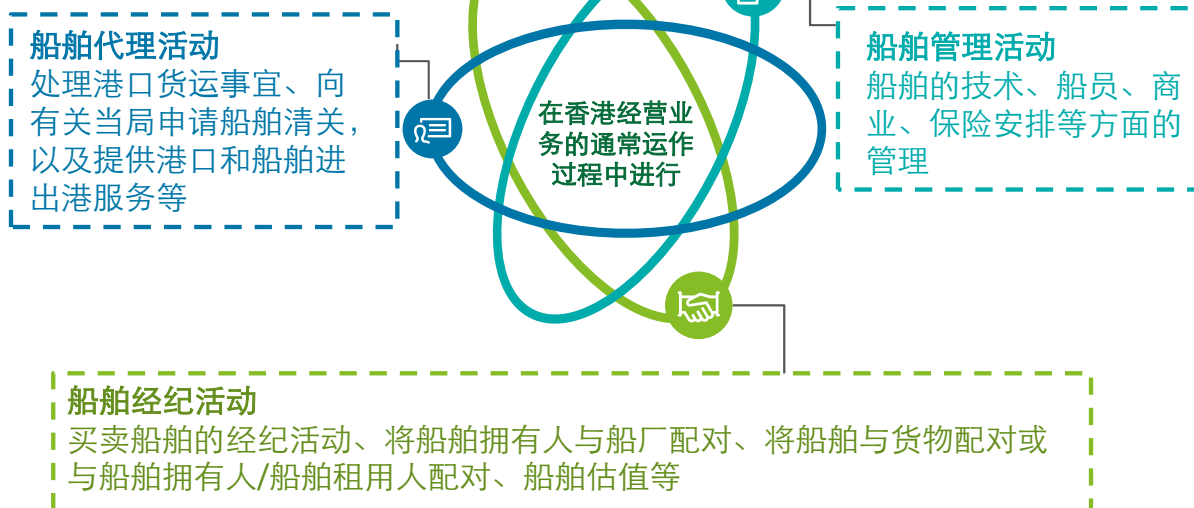 船舶代理活动
处理港口货运事宜、向
有关当局申请船舶清关，
以及提供港口和船舶进
出港服务等
在香港经营业
务的通常运作
过程中进行
船舶管理活动
船舶的技术、船员、商
业、保险安排等方面的
管理
船舶经纪活动
买卖船舶的经纪活动、将船舶拥有人与船厂配对、将船舶与货物配对或
与船舶拥有人/船舶租用人配对、船舶估值等